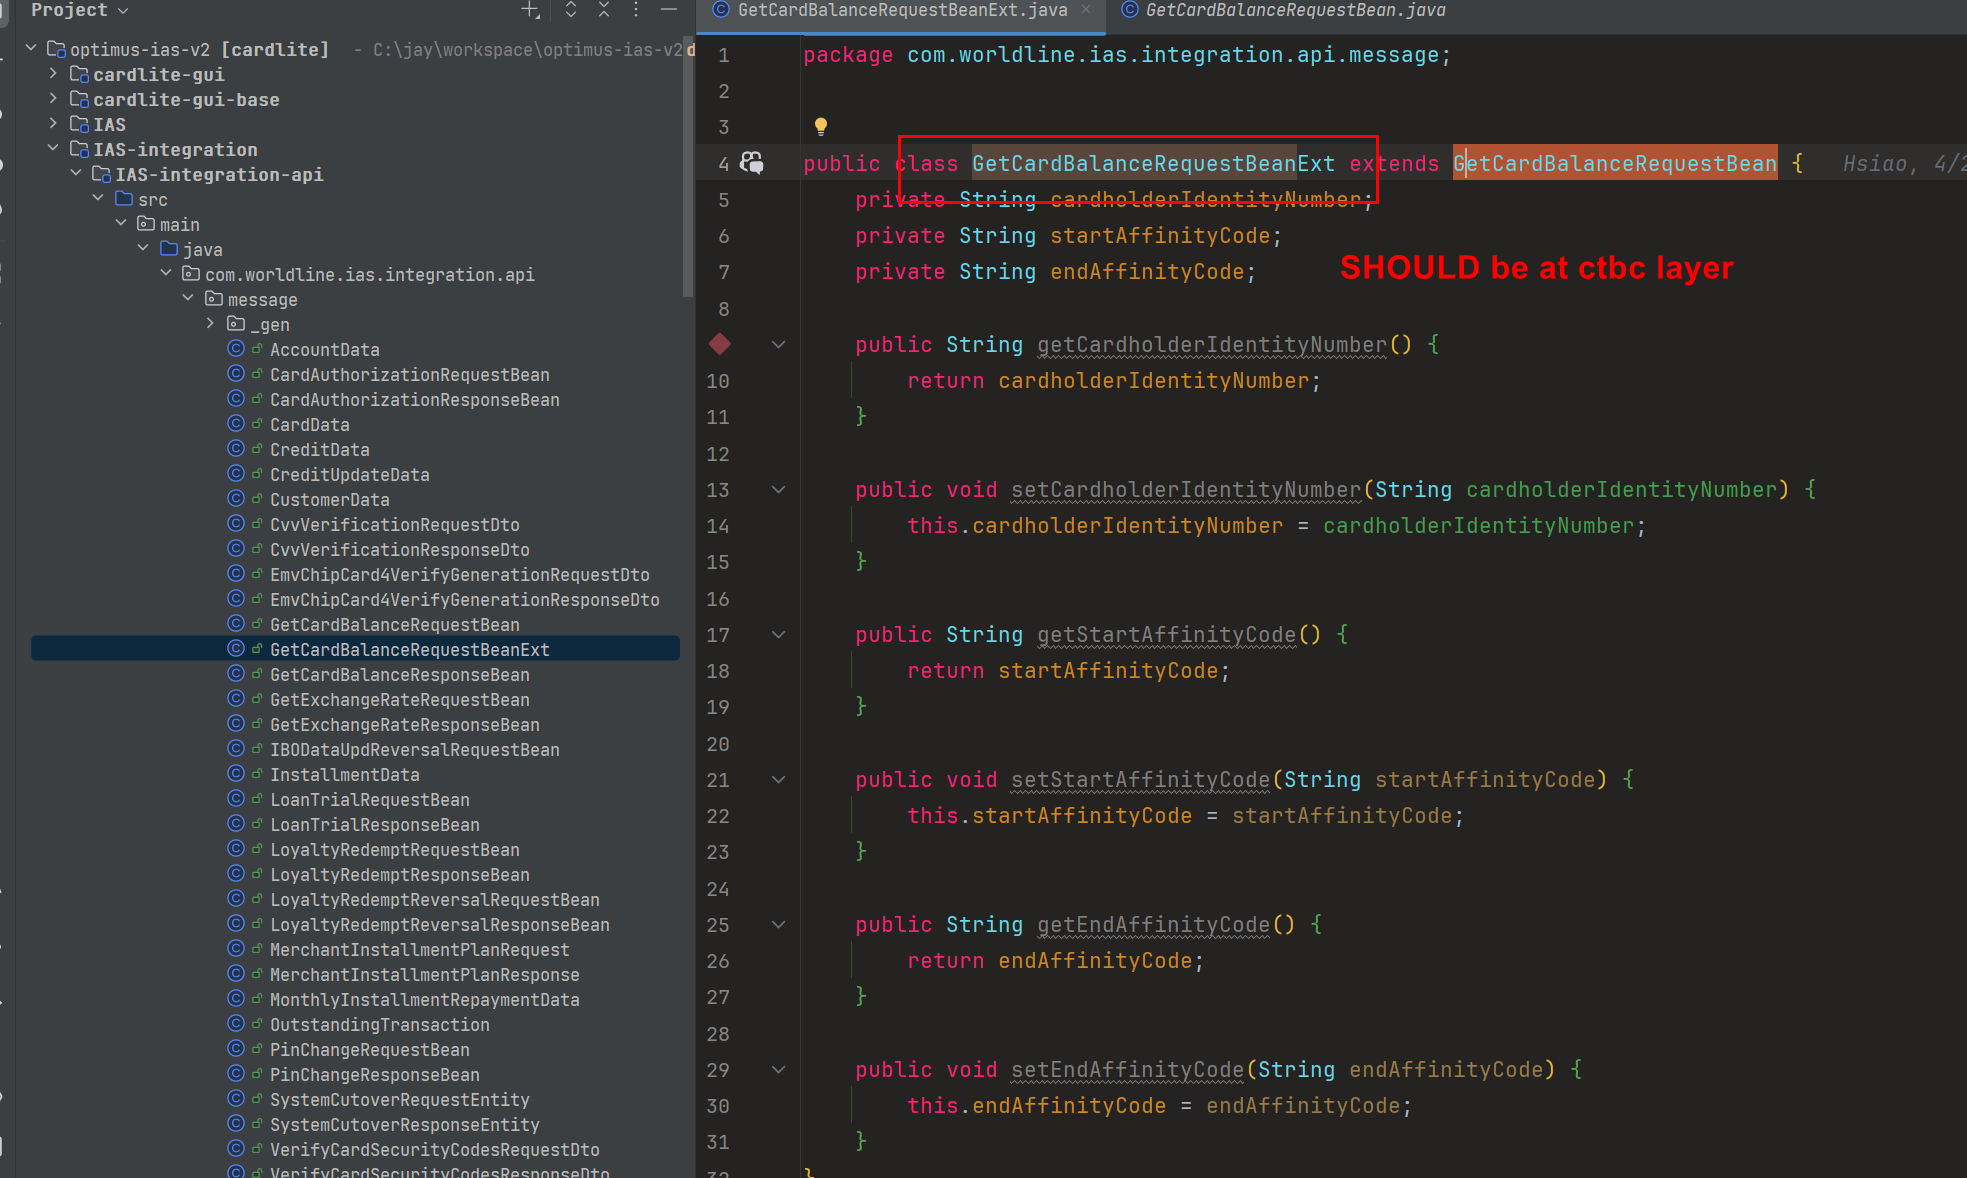 Project
optimus-ias-v2 [cardlite] - C:\jay\workspace\optimus-ias-v2
cardlite-gui
cardlite-gui-base
IAS
IAS-integration
IAS-integration-api
src
main
java
com.worldline.ias.integration.api
message
_gen
AccountData
CardAuthorizationRequestBean
CardAuthorizationResponseBean
CardData
CreditData
CreditUpdateData
CustomerData
CvvVerificationRequestDto
CvvVerificationResponseDto
EmvChipCard4VerifyGenerationRequestDto
EmvChipCard4VerifyGenerationResponseDto
GetCardBalanceRequestBean
GetCardBalanceRequestBeanExt
GetCardBalanceResponseBean
GetExchangeRateRequestBean
GetExchangeRateResponseBean
IBODataUpdReversalRequestBean
InstallmentData
LoanTrialRequestBean
LoanTrialResponseBean
LoyaltyRedemptRequestBean
LoyaltyRedemptResponseBean
LoyaltyRedemptReversalRequestBean
LoyaltyRedemptReversalResponseBean
MerchantInstallmentPlanRequest
MerchantInstallmentPlanResponse
MonthlyInstallmentRepaymentData
OutstandingTransaction
PinChangeRequestBean
PinChangeResponseBean
SystemCutoverRequestEntity
SystemCutoverResponseEntity
VerifyCardSecurityCodesRequestDto
VerifyCardSecurityCodesResponseDto
GetCardBalanceRequestBeanExt.java GetCardBalanceRequestBean.java
1 package com.worldline.ias.integration.api.message;
2
3
4 public class GetCardBalanceRequestBeanExt extends GetCardBalanceRequestBean { Hsiao, 4/2
5 private String cardholderIdentityNumber;
6 private String startAffinityCode;
7 private String endAffinityCode;
SHOULD be at ctbc layer
8
public String getCardholderIdentityNumber() {
10 return cardholderIdentityNumber;
11 }
12
13 public void setCardholderIdentityNumber(String cardholderIdentityNumber) {
14 this.cardholderIdentityNumber = cardholderIdentityNumber;
15 }
16
17 public String getStartAffinityCode() {
18 return startAffinityCode;
19 }
20
21 public void setStartAffinityCode(String startAffinityCode) {
22 this.startAffinityCode = startAffinityCode;
23 }
24
25 public String getEndAffinityCode() {
26 return endAffinityCode;
27 }
28
29 public void setEndAffinityCode(String endAffinityCode) {
30 this.endAffinityCode = endAffinityCode;
31 }
32 }